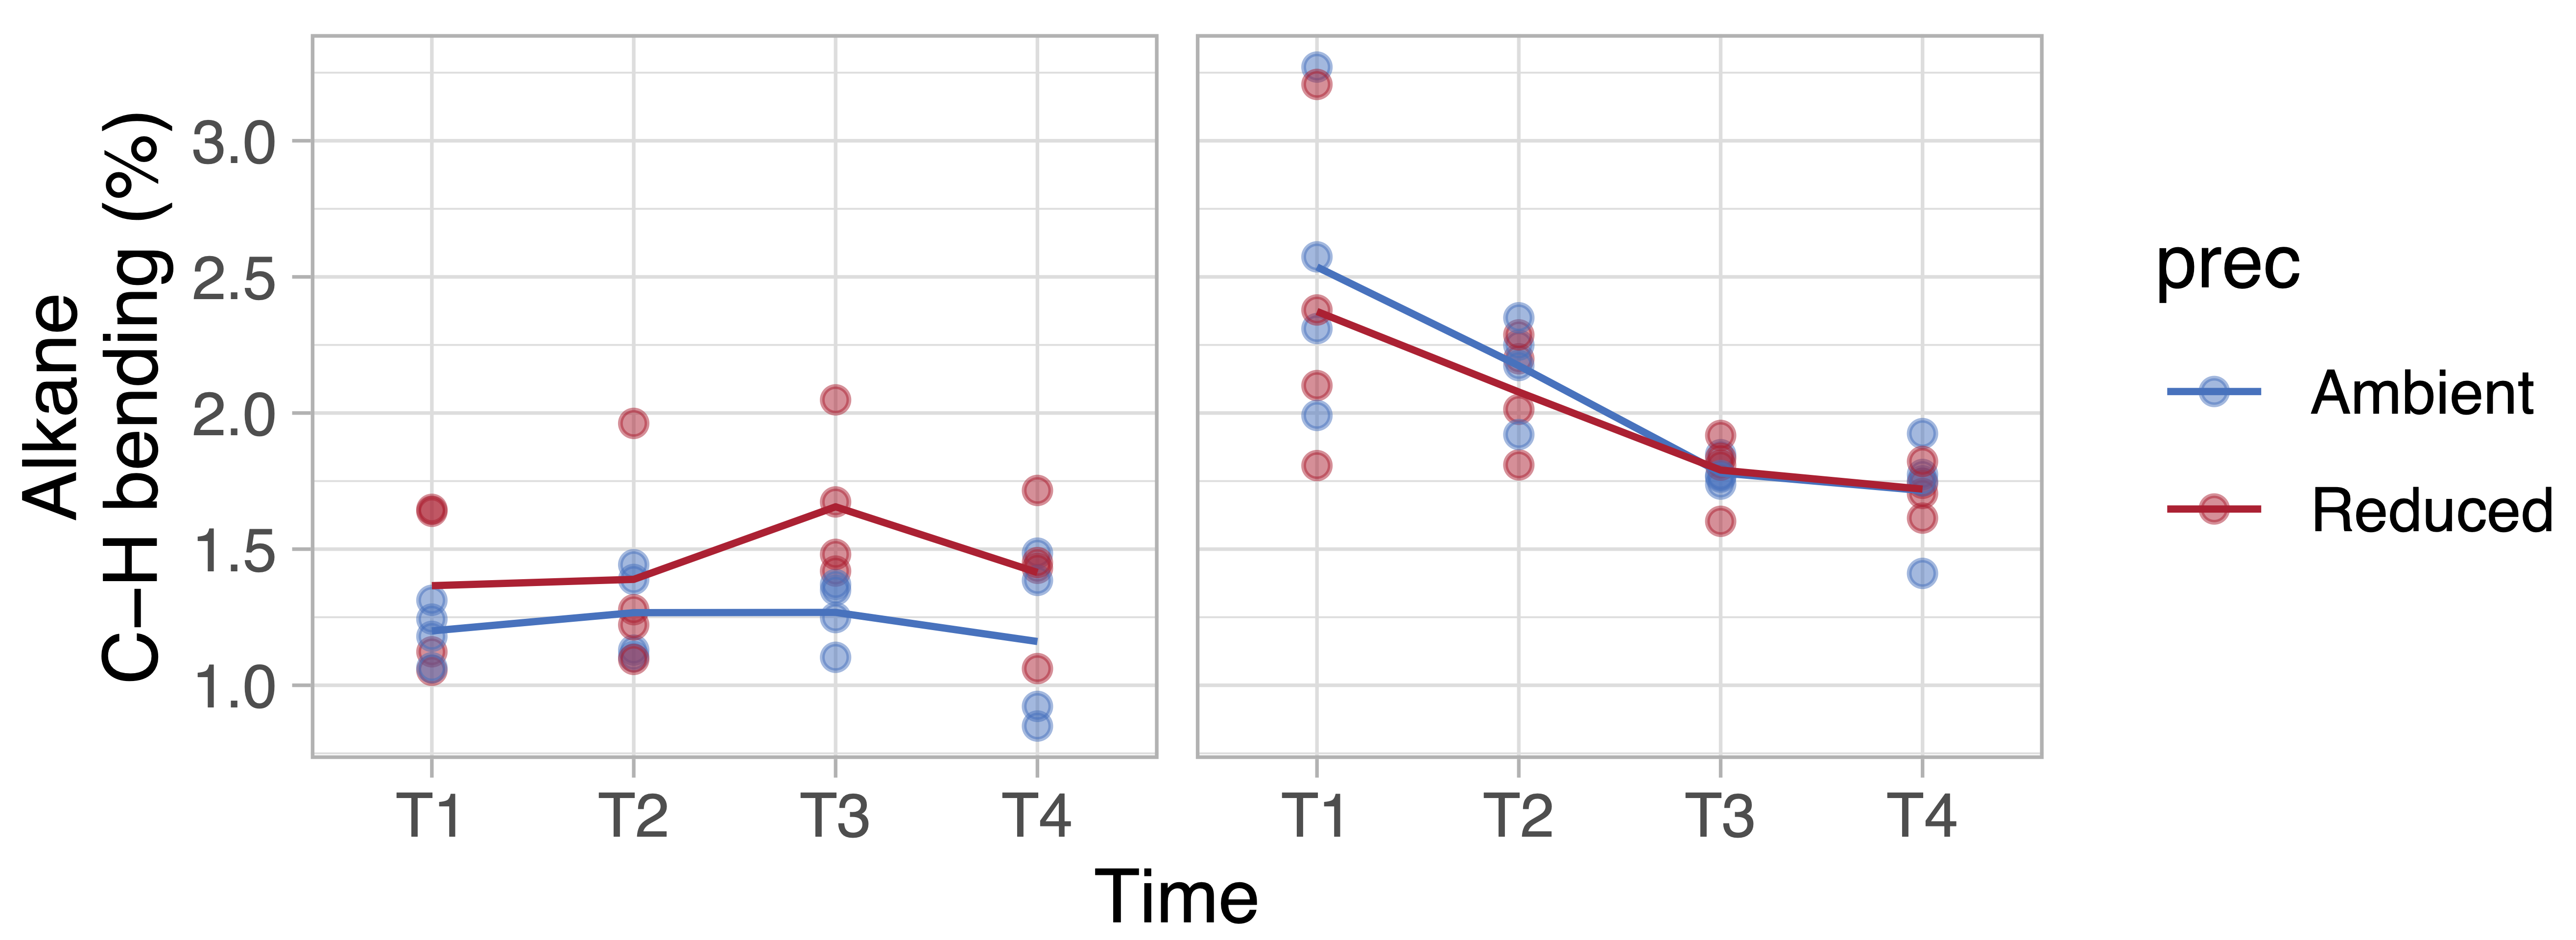 Alkane
C−H bending (%)
3.0
2.5
2.0
1.5
1.0
T1 T2 T3 T4
T1 T2 T3 T4
Time
prec
Ambient
Reduced